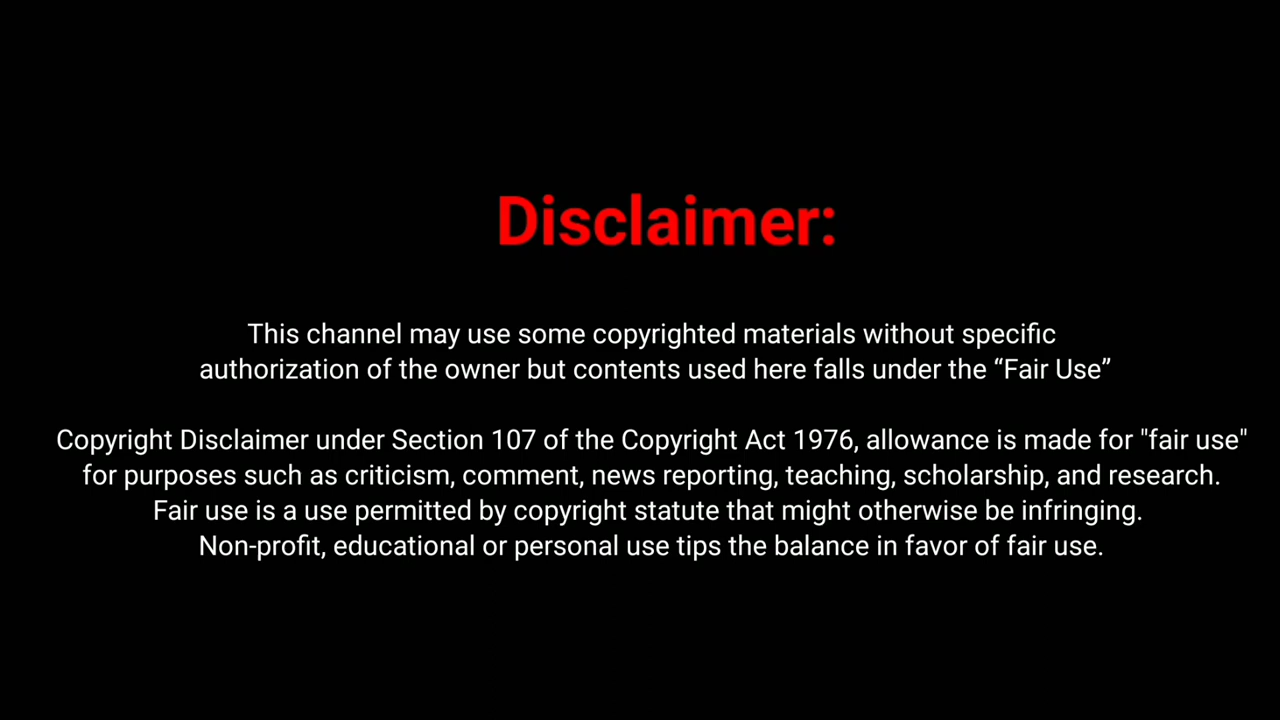 Disclaimer:
This channel may use some copyrighted materials without specific
authorization of the owner but contents used here falls under the “Fair Use”
Copyright Disclaimer under Section 107 of the Copyright Act 1976, allowance is made for "fair use"
for purposes such as criticism, comment, news reporting, teaching, scholarship, and research.
Fair use is a use permitted by copyright statute that might otherwise be infringing.
Non-profit, educational or personal use tips the balance in favor of fair use.